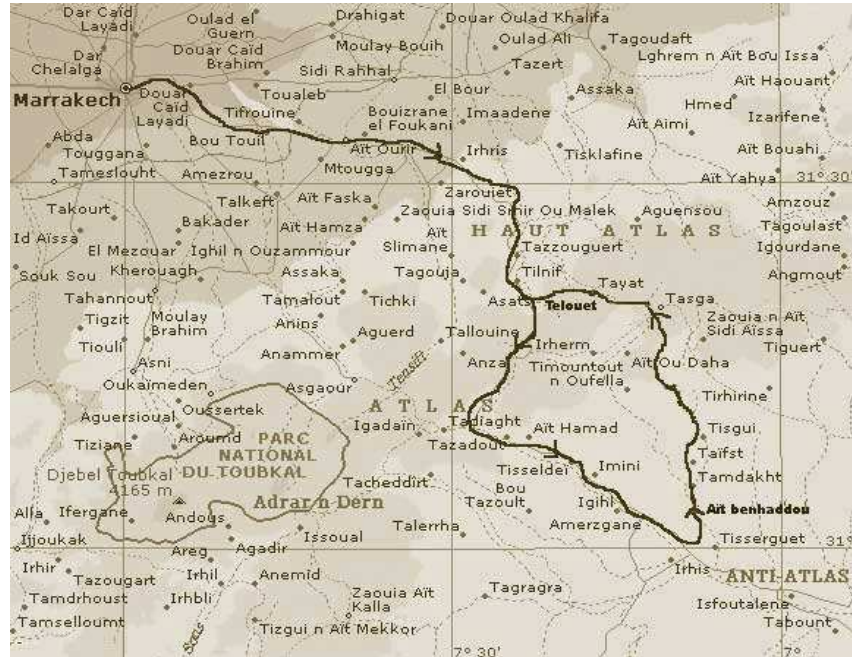 Dar Caïd
Layadi
Oulad el
Guern
Drahigat
Douar Oulad Khalifa
Dar
Chelalga
Douar Caïd
Brahim
Moulay Bouih
Oulad Ali
Tagoudaft
Lghrem n Aït Bou Issa
Sidi Rahhal
Tazert
Aït Haouant
Marrakech
Douar
Caïd
Layadi
Toualeb
El Bour
Assaka
Hmed
Tifrouine
Bouizrane
el Foukani
Imaadene
Izarifene
Abda
Bou Touil
Aït Ourir
Aït Aimi
Touggana
Mtougga
Irhris
Tisklafine
Aït Bouahi
Tameslouht
Amezrou
Zarouiet
Aït Yahya
31° 30'
Takourt
Talkeft
Aït Faska
Zaouia Sidi Smir Ou Malek
Aguensou
Amzouz
Bakader
Aït Hamza
Tagoulast
Id Aïssa
Aït
Slimane
HAUT ATLAS
El Mezouar
Ighil n Ouzammour
Tazzouguert
Igourdane
Souk Sou
Kherouagh
Assaka
Tagouja
Tilnif
Angmout
Tahannout
Tamalout
Tichki
Asats
Telouet
Tayat
Tasga
Tigzit
Moulay
Brahim
Anins
Aguerd
Tallouine
Zaouia n Aït
Sidi Aïssa
Tiouli
Anammer
Irherm
Tiguert
Asni
Tensift
Anza
Timountout
n Oufella
Aït Ou Daha
Oukaïmeden
Asgaour
Tirhirine
Aguersioual
Oussertek
ATLAS
Tadiaght
Aït Hamad
Tisgui
Tiziane
Aroumd
PARC
NATIONAL
DU TOUBKAL
Igadaïn
Tazadout
Taïfst
Djebel Toubkal
4165 m
Tacheddirt
Tisseldeï
Imini
Tamdakht
Adrar n Dern
Bou
Tazoult
Igihl
Aït benhaddou
Alla
Ifergane
Andous
Talerrha
Amerzgane
Ijjoukak
Agadir
Issoual
Tisserguet
31°
Areg
Irhir
Irhis
Tazougart
Irhil
Anemid
ANTI-ATLAS
Tamdrhoust
Irhbli
Zaouia Aït
Kalla
Tagragra
Isfoutalene
Tamselloumt
Souss
Tizgui n Aït Mekkor
Tabount
7° 30'
7°